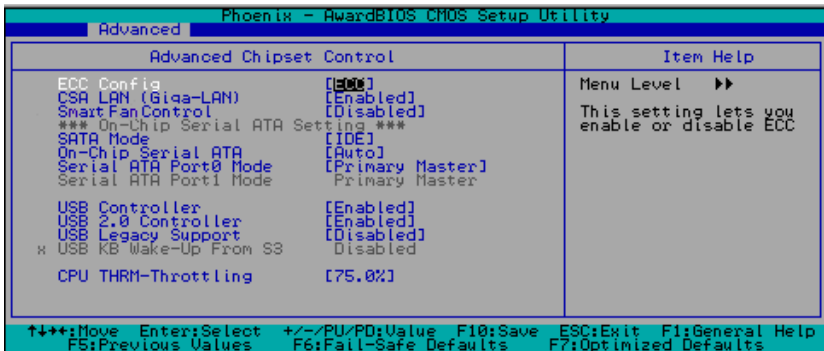 Phoenix - AwardBIOS CMOS Setup Utility
Advanced
Advanced Chipset Control
Item Help
ECC Config [ECC]
CSA LAN (Giga-LAN) [Enabled]
Smart Fan Control [Disabled]
*** On-Chip Serial ATA Setting ***
SATA Mode [IDE]
On-Chip Serial ATA [Auto]
Serial ATA Port0 Mode [Primary Master]
Serial ATA Port1 Mode Primary Master
USB Controller [Enabled]
USB 2.0 Controller [Enabled]
USB Legacy Support [Disabled]
x USB KB Wake-Up From S3 Disabled
CPU THRM-Throttling [75.0%]
Menu Level ▸▸
This setting lets you
enable or disable ECC
↑↓→←:Move Enter:Select +/-/PU/PD:Value F10:Save ESC:Exit F1:General Help
F5:Previous Values F6:Fail-Safe Defaults F7:Optimized Defaults